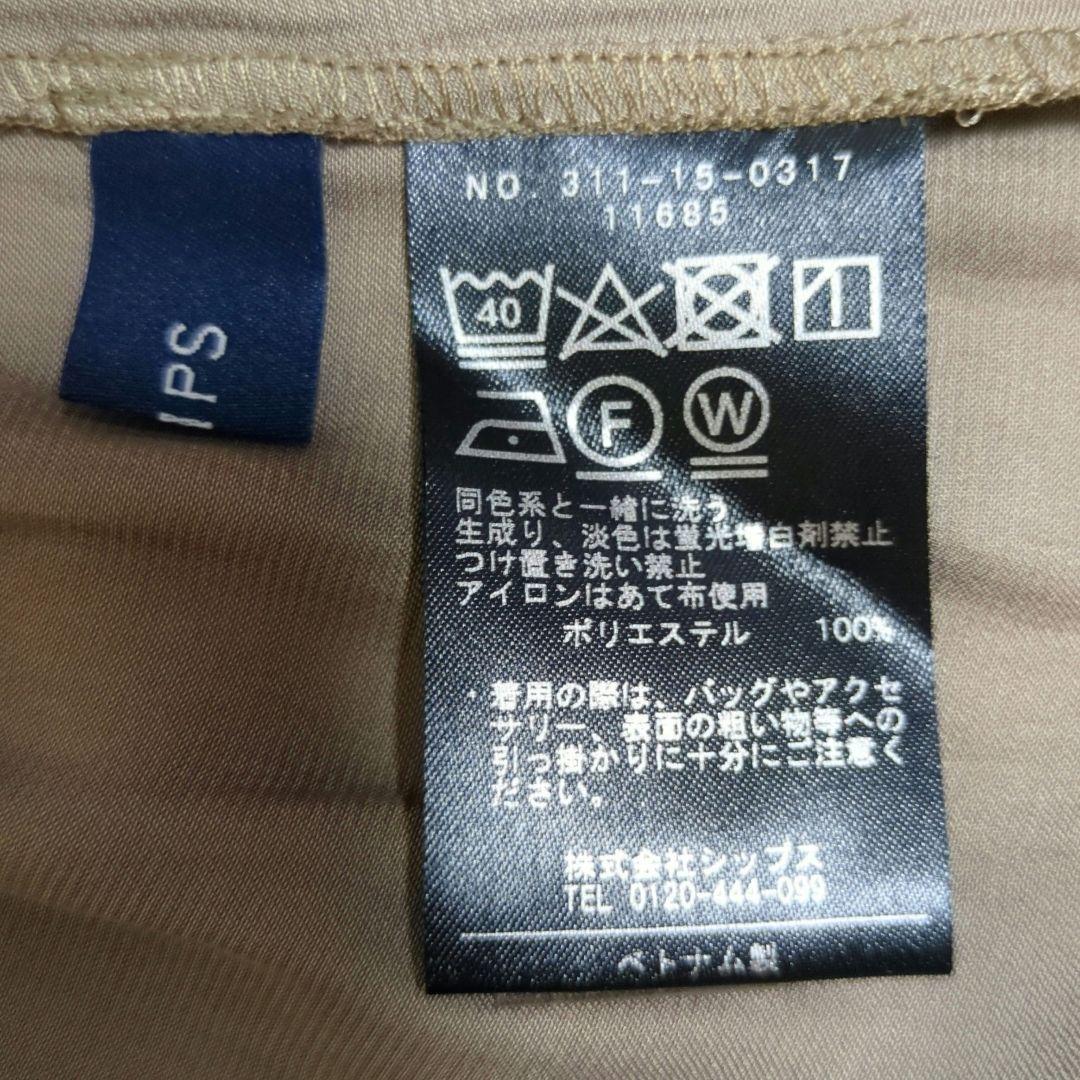 NO. 311-15-0317
11685
40
F
W
同色系と一緒に洗う
生成り、淡色は蛍光増白剤禁止
つけ置き洗い禁止
アイロンはあて布使用
ポリエステル 100%
・着用の際は、バッグやアクセ
サリー、表面の粗い物等への
引っ掛かりに十分にご注意く
ださい。
株式会社シップス
TEL 0120-444-099
ベトナム製
IPS